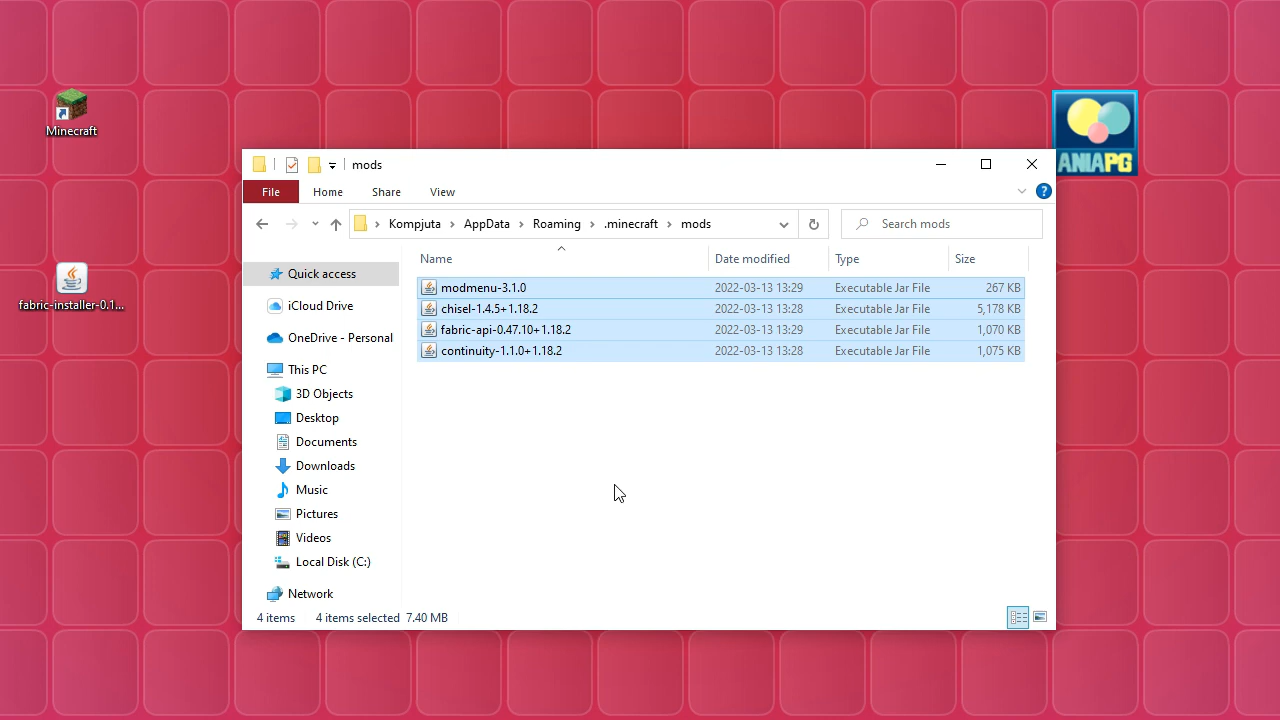 Minecraft
fabric-installer-0.1...
ANIAPG
mods
File Home Share View
Kompjuta AppData Roaming .minecraft mods
Search mods
Name Date modified Type Size
modmenu-3.1.0 2022-03-13 13:29 Executable Jar File 267 KB
chisel-1.4.5+1.18.2 2022-03-13 13:28 Executable Jar File 5,178 KB
fabric-api-0.47.10+1.18.2 2022-03-13 13:29 Executable Jar File 1,070 KB
continuity-1.1.0+1.18.2 2022-03-13 13:28 Executable Jar File 1,075 KB
Quick access
iCloud Drive
OneDrive - Personal
This PC
3D Objects
Desktop
Documents
Downloads
Music
Pictures
Videos
Local Disk (C:)
Network
4 items 4 items selected 7.40 MB